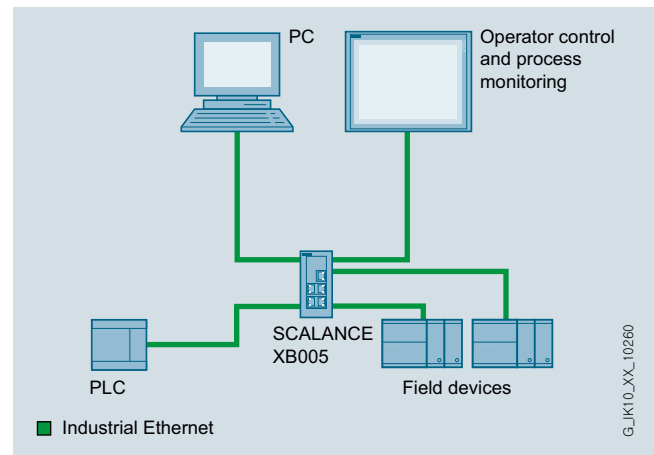 PC
Operator control
and process
monitoring
SCALANCE
XB005
PLC
Field devices
Industrial Ethernet
G_IK10_XX_10260